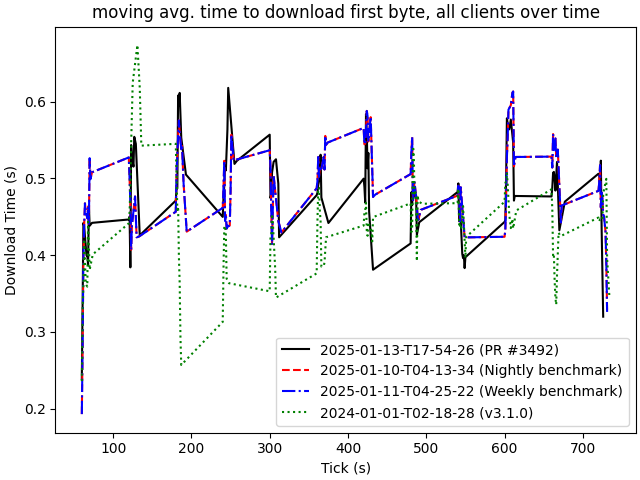 moving avg. time to download first byte, all clients over time
Download Time (s)
0.6
0.5
0.4
0.3
0.2
100
200
300
400
500
600
700
Tick (s)
2025-01-13-T17-54-26 (PR #3492)
2025-01-10-T04-13-34 (Nightly benchmark)
2025-01-11-T04-25-22 (Weekly benchmark)
2024-01-01-T02-18-28 (v3.1.0)